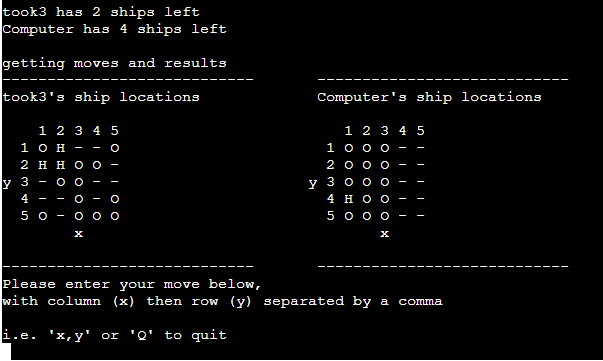 took3 has 2 ships left
Computer has 4 ships left
getting moves and results
---------------------------- ----------------------------
took3's ship locations Computer's ship locations
1 2 3 4 5 1 2 3 4 5
1 O H - - O 1 O O O - -
2 H H O O - 2 O O O - -
y 3 - O O - - y 3 O O O - -
4 - - O - O 4 H O O - -
5 O - O O O 5 O O O - -
x x
---------------------------- ----------------------------
Please enter your move below,
with column (x) then row (y) separated by a comma
i.e. 'x,y' or 'Q' to quit